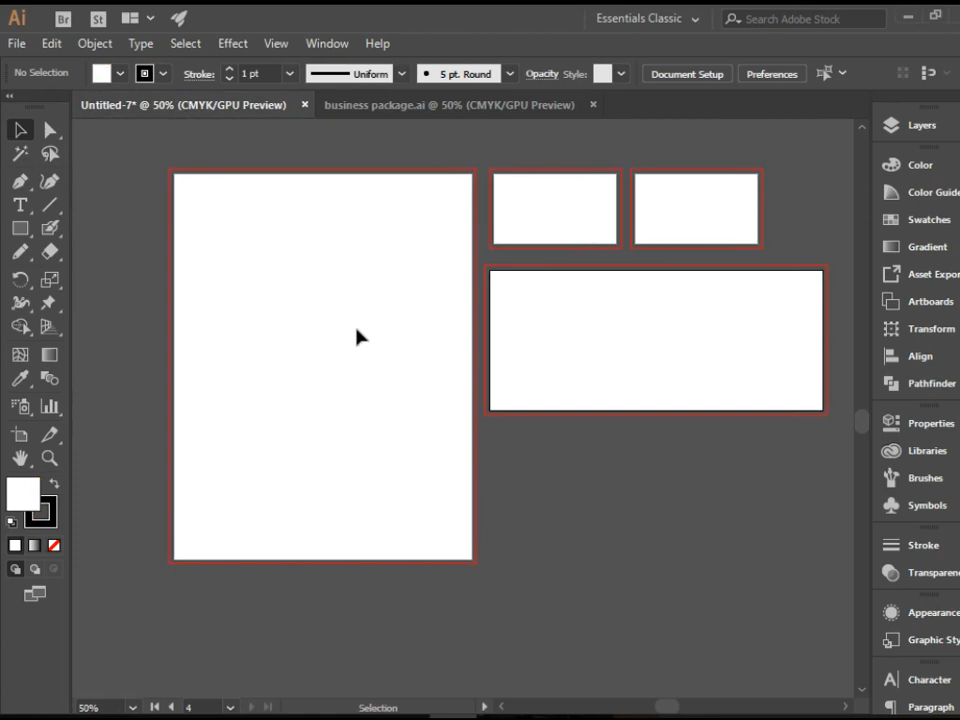 Ai Br St Essentials Classic Search Adobe Stock
File Edit Object Type Select Effect View Window Help
No Selection Stroke: 1 pt Uniform 5 pt. Round Opacity Style: Document Setup Preferences
Untitled-7* @ 50% (CMYK/GPU Preview) × business package.ai @ 50% (CMYK/GPU Preview) ×
Layers
Color
Color Guide
Swatches
Gradient
Asset Expor
Artboards
Transform
Align
Pathfinder
Properties
Libraries
Brushes
Symbols
Stroke
Transparen
Appearance
Graphic Sty
Character
Paragraph
50% 4 Selection